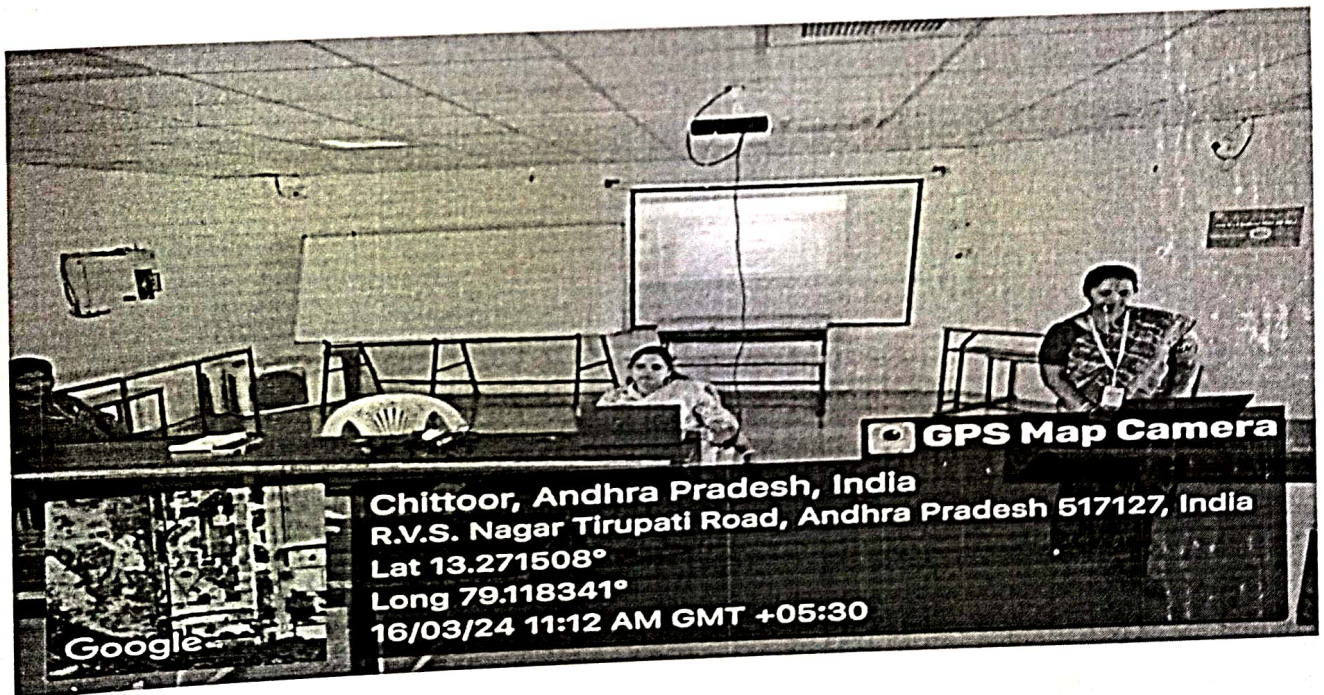 GPS Map Camera
Chittoor, Andhra Pradesh, India
R.V.S. Nagar Tirupati Road, Andhra Pradesh 517127, India
Lat 13.271508°
Long 79.118341°
16/03/24 11:12 AM GMT +05:30
Google